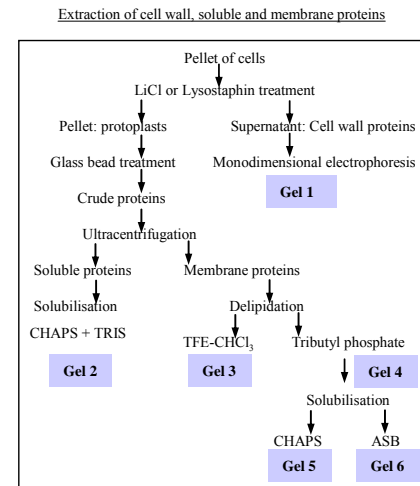 Extraction of cell wall, soluble and membrane proteins
Pellet of cells
LiCl or Lysostaphin treatment
Pellet: protoplasts
Supernatant: Cell wall proteins
Glass bead treatment
Monodimensional electrophoresis
Gel 1
Crude proteins
Ultracentrifugation
Soluble proteins
Membrane proteins
Solubilisation
Delipidation
CHAPS + TRIS
TFE-CHCl₃
Tributyl phosphate
Gel 2
Gel 3
Gel 4
Solubilisation
CHAPS
ASB
Gel 5
Gel 6